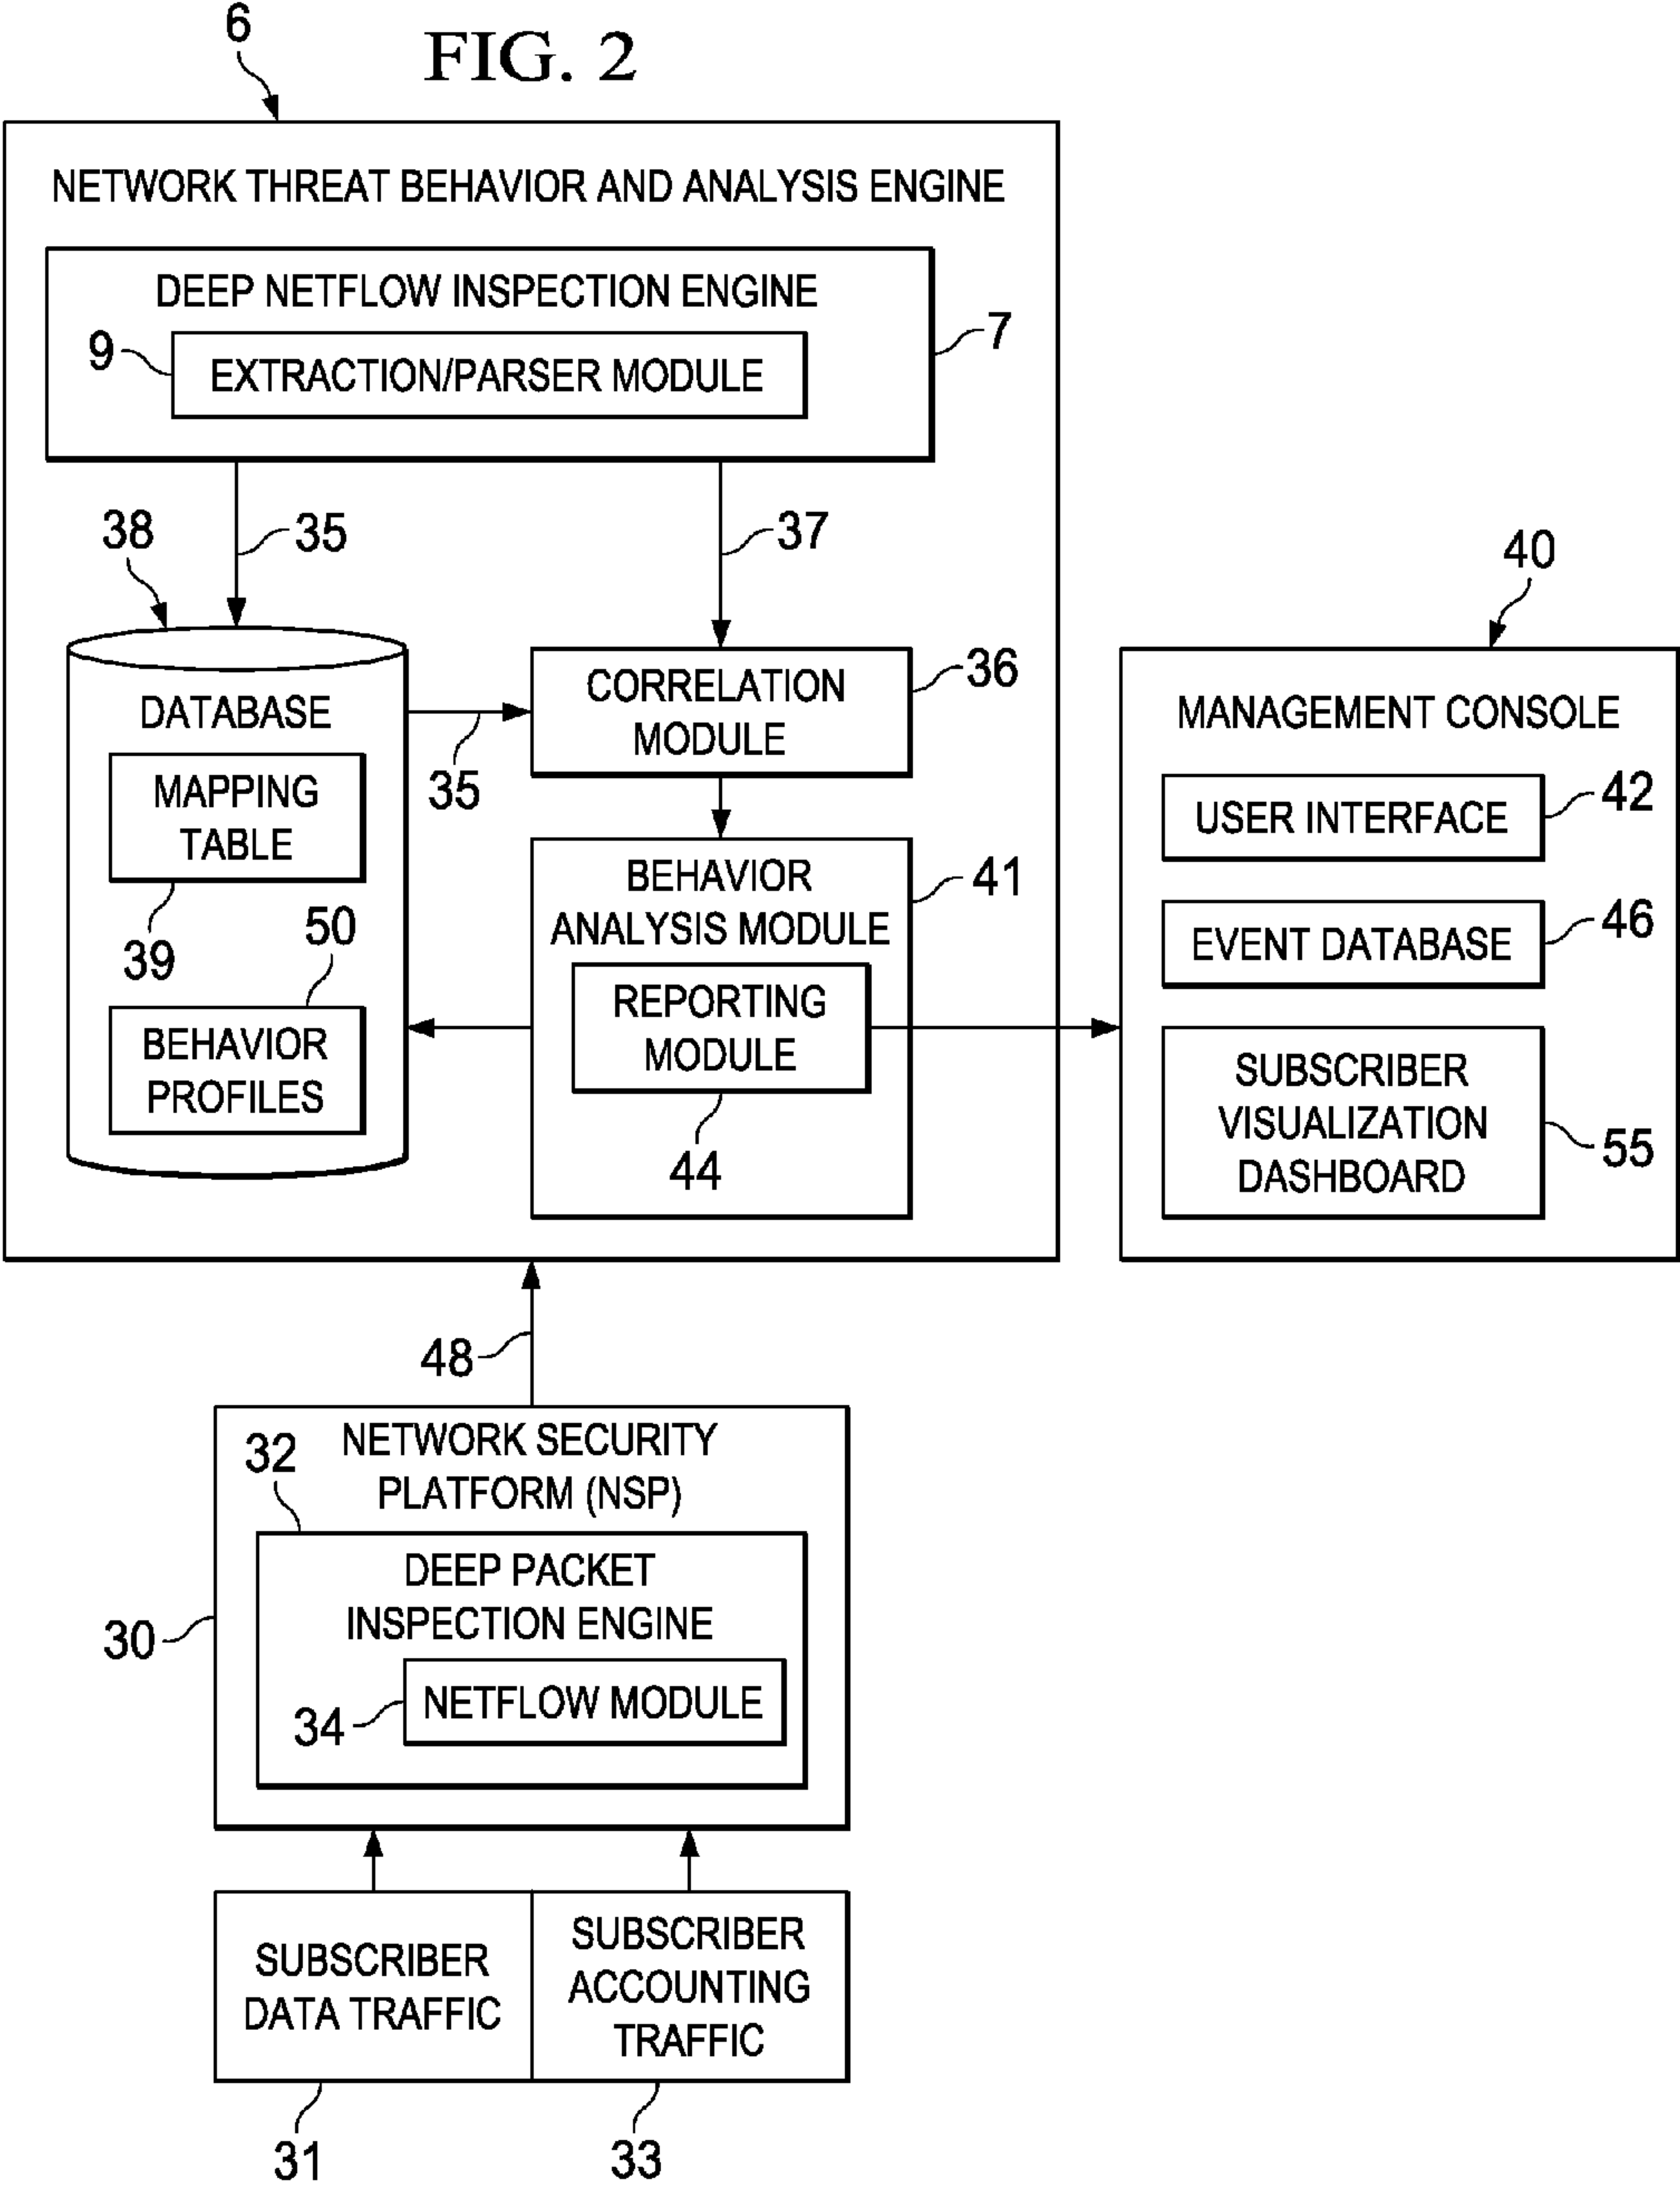 6
FIG. 2
NETWORK THREAT BEHAVIOR AND ANALYSIS ENGINE
DEEP NETFLOW INSPECTION ENGINE
7
9
EXTRACTION/PARSER MODULE
38
35
37
40
DATABASE
CORRELATION
MODULE
36
35
MAPPING
TABLE
39
50
BEHAVIOR
PROFILES
BEHAVIOR
ANALYSIS MODULE
41
REPORTING
MODULE
44
MANAGEMENT CONSOLE
USER INTERFACE
42
EVENT DATABASE
46
SUBSCRIBER
VISUALIZATION
DASHBOARD
55
48
NETWORK SECURITY
PLATFORM (NSP)
32
DEEP PACKET
INSPECTION ENGINE
30
NETFLOW MODULE
34
SUBSCRIBER
DATA TRAFFIC
SUBSCRIBER
ACCOUNTING
TRAFFIC
31
33